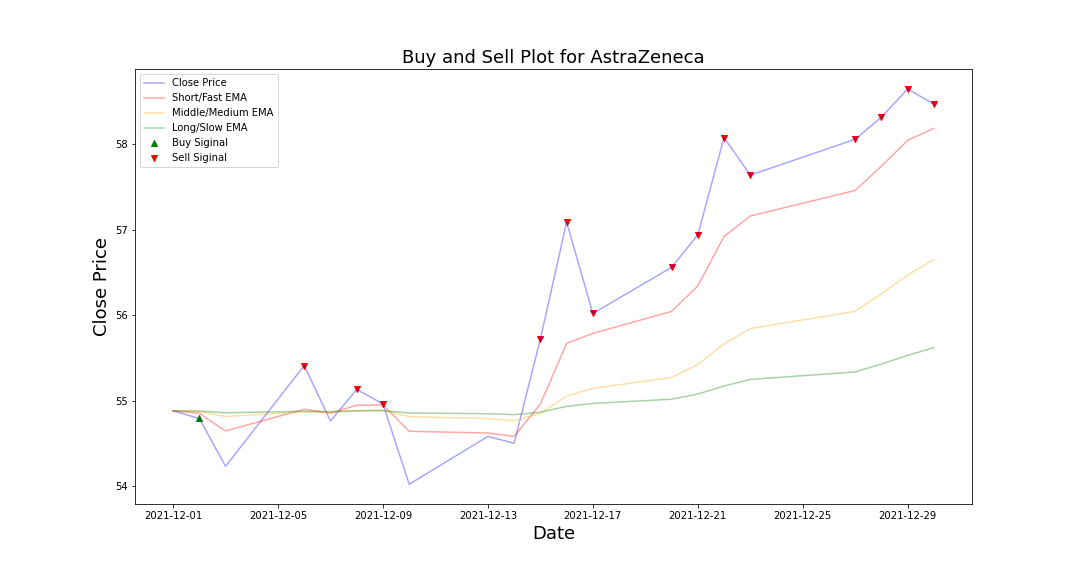 Buy and Sell Plot for AstraZeneca
Close Price
Short/Fast EMA
Middle/Medium EMA
Long/Slow EMA
Buy Siginal
Sell Siginal
58
57
56
55
54
Close Price
2021-12-01 2021-12-05 2021-12-09 2021-12-13 2021-12-17 2021-12-21 2021-12-25 2021-12-29
Date